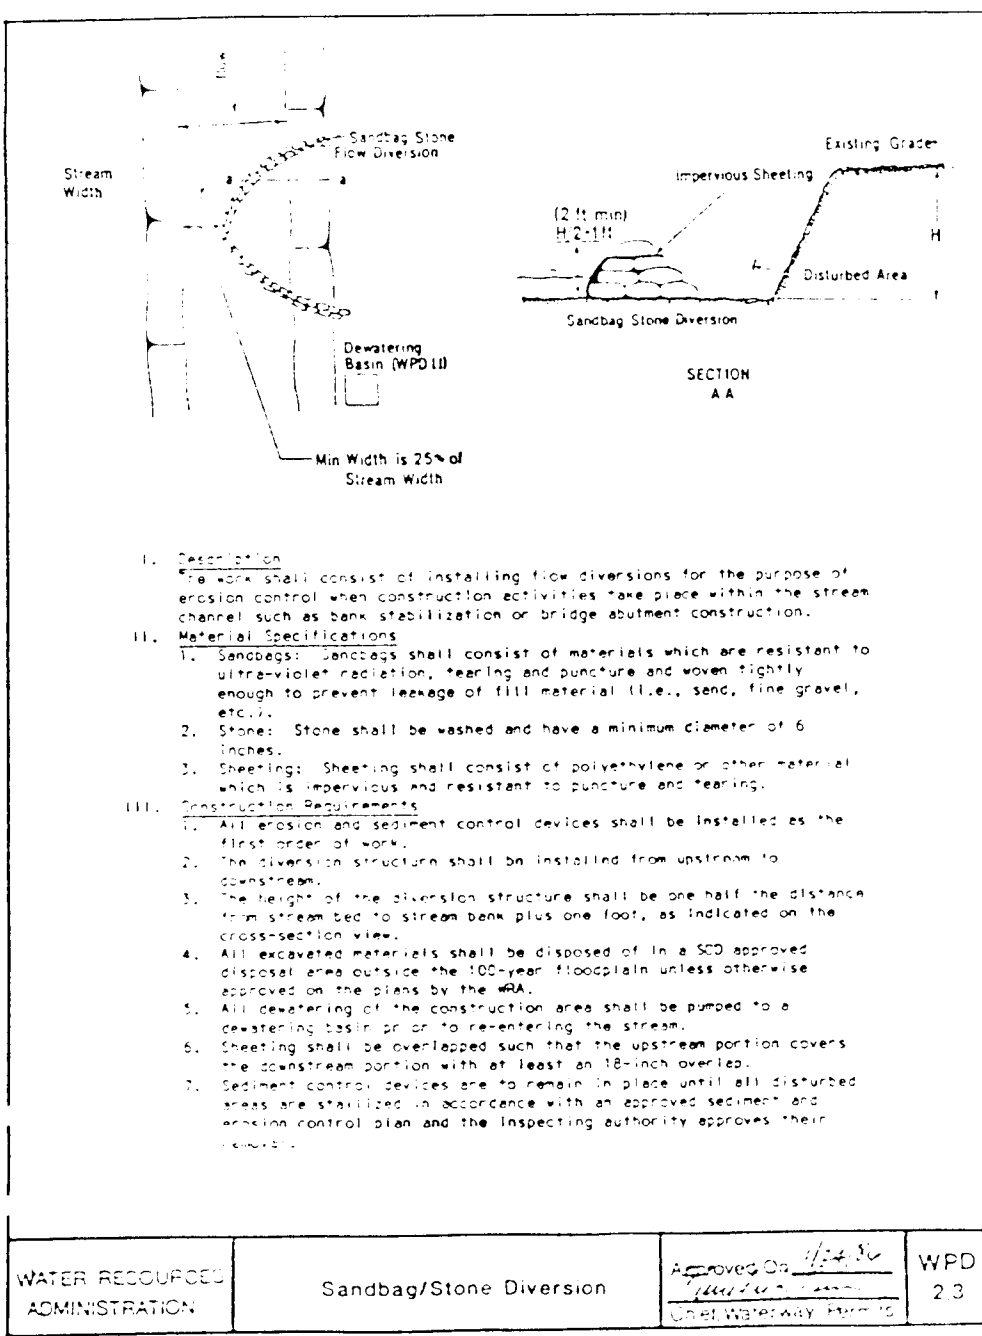 Sandbag Stone
Flow Diversion
Stream
Width
a
a
Existing Grade
Impervious Sheeting
(2 ft min)
H/2+1ft
H
Disturbed Area
Sandbag Stone Diversion
Dewatering
Basin (WPD 1.1)
SECTION
A A
Min Width is 25% of
Stream Width
I. Description
The work shall consist of installing flow diversions for the purpose of
erosion control when construction activities take place within the stream
channel such as bank stabilization or bridge abutment construction.
II. Material Specifications
1. Sandbags: Sandbags shall consist of materials which are resistant to
ultra-violet radiation, tearing and puncture and woven tightly
enough to prevent leakage of fill material (i.e., sand, fine gravel,
etc.).
2. Stone: Stone shall be washed and have a minimum diameter of 6
inches.
3. Sheeting: Sheeting shall consist of polyethylene or other material
which is impervious and resistant to puncture and tearing.
III. Construction Requirements
1. All erosion and sediment control devices shall be installed as the
first order of work.
2. The diversion structure shall be installed from upstream to
downstream.
3. The height of the diversion structure shall be one half the distance
from stream bed to stream bank plus one foot, as indicated on the
cross-section view.
4. All excavated materials shall be disposed of in a SCD approved
disposal area outside the 100-year floodplain unless otherwise
approved on the plans by the WRA.
5. All dewatering of the construction area shall be pumped to a
dewatering basin prior to re-entering the stream.
6. Sheeting shall be overlapped such that the upstream portion covers
the downstream portion with at least an 18-inch overlap.
7. Sediment control devices are to remain in place until all disturbed
areas are stailized in accordance with an approved sediment and
erosion control plan and the inspecting authority approves their
removal.
WATER RESOURCES
ADMINISTRATION
Sandbag/Stone Diversion
Approved On
Chief Waterway Permits
WPD
2.3